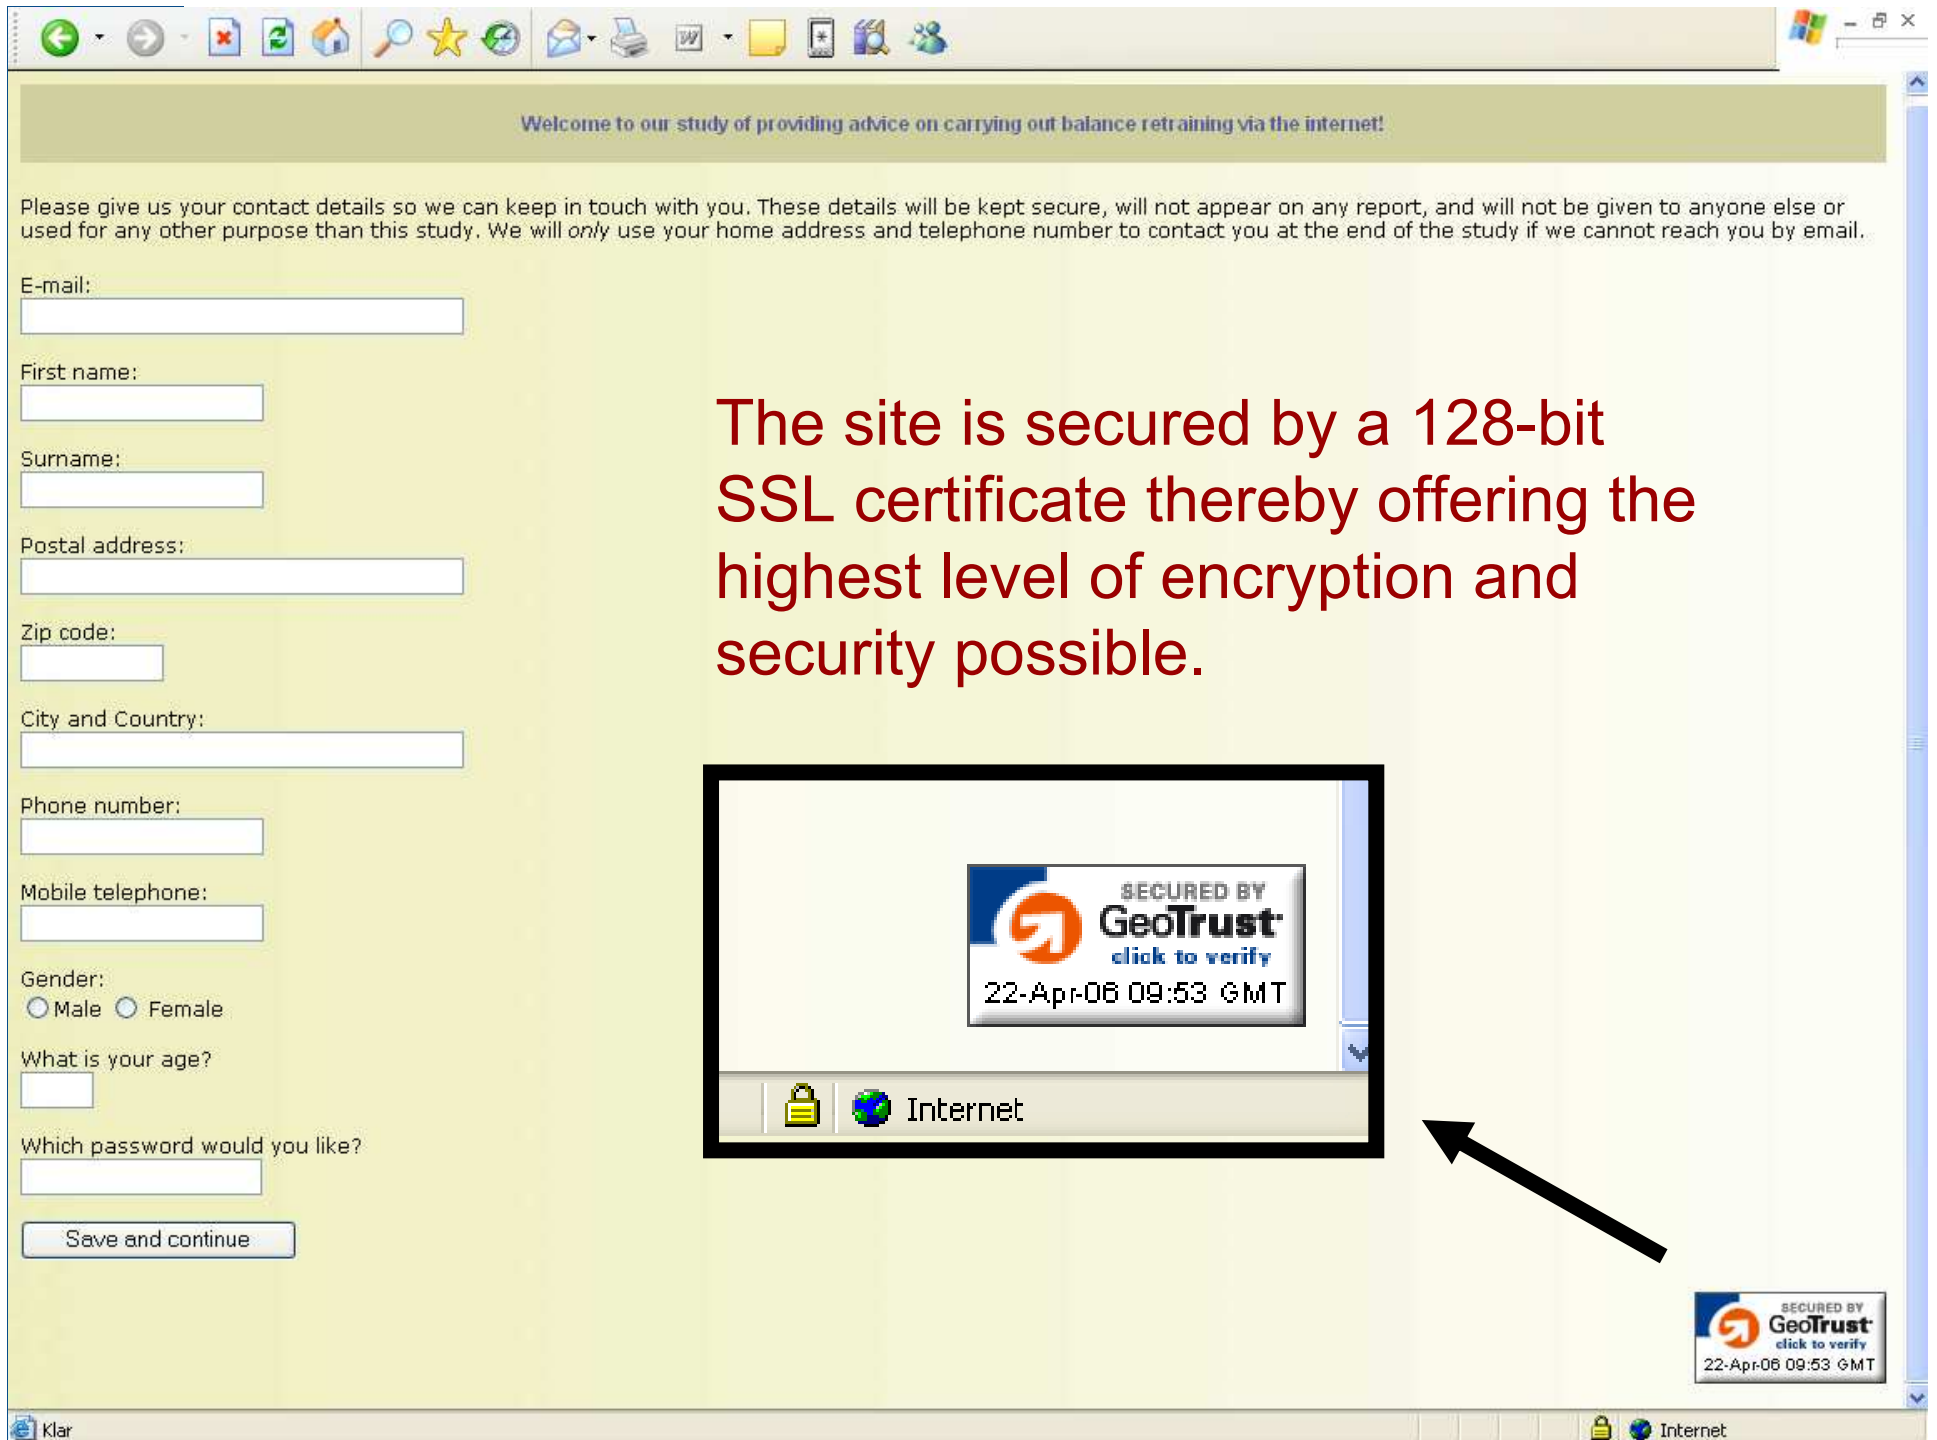 Welcome to our study of providing advice on carrying out balance retraining via the internet!
Please give us your contact details so we can keep in touch with you. These details will be kept secure, will not appear on any report, and will not be given to anyone else or
used for any other purpose than this study. We will only use your home address and telephone number to contact you at the end of the study if we cannot reach you by email.
E-mail:
First name:
Surname:
Postal address:
Zip code:
City and Country:
Phone number:
Mobile telephone:
Gender:
Male Female
What is your age?
Which password would you like?
Save and continue
The site is secured by a 128-bit
SSL certificate thereby offering the
highest level of encryption and
security possible.
SECURED BY
GeoTrust
click to verify
22-Apr-06 09:53 GMT
Internet
SECURED BY
GeoTrust
click to verify
22-Apr-06 09:53 GMT
Klar
Internet